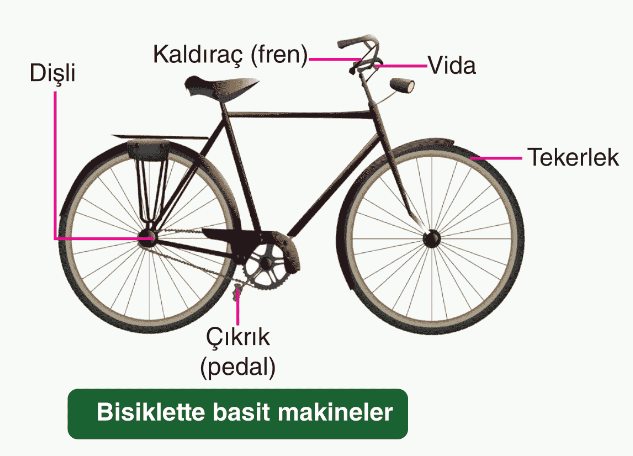 Kaldıraç (fren)
Vida
Dişli
Tekerlek
Çıkrık
(pedal)
Bisiklette basit makineler